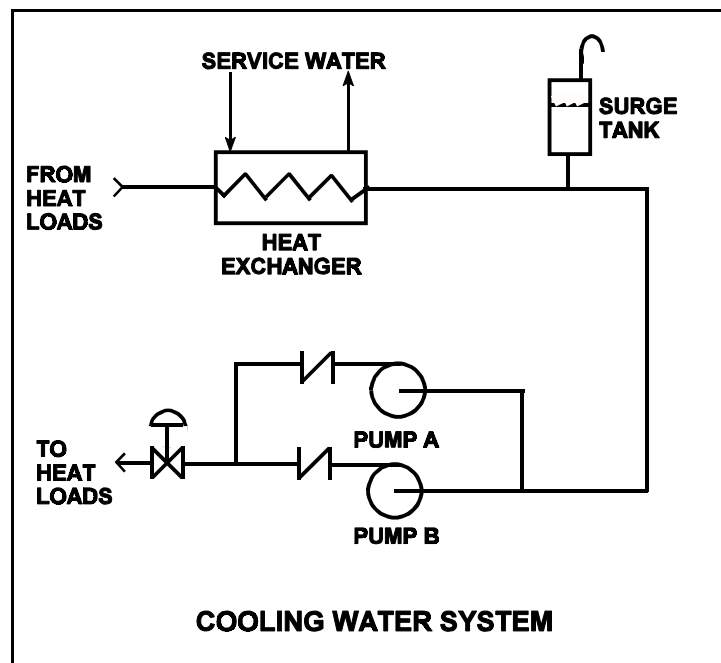 SERVICE WATER
SURGE
TANK
FROM
HEAT
LOADS
HEAT
EXCHANGER
PUMP A
TO
HEAT
LOADS
PUMP B
COOLING WATER SYSTEM